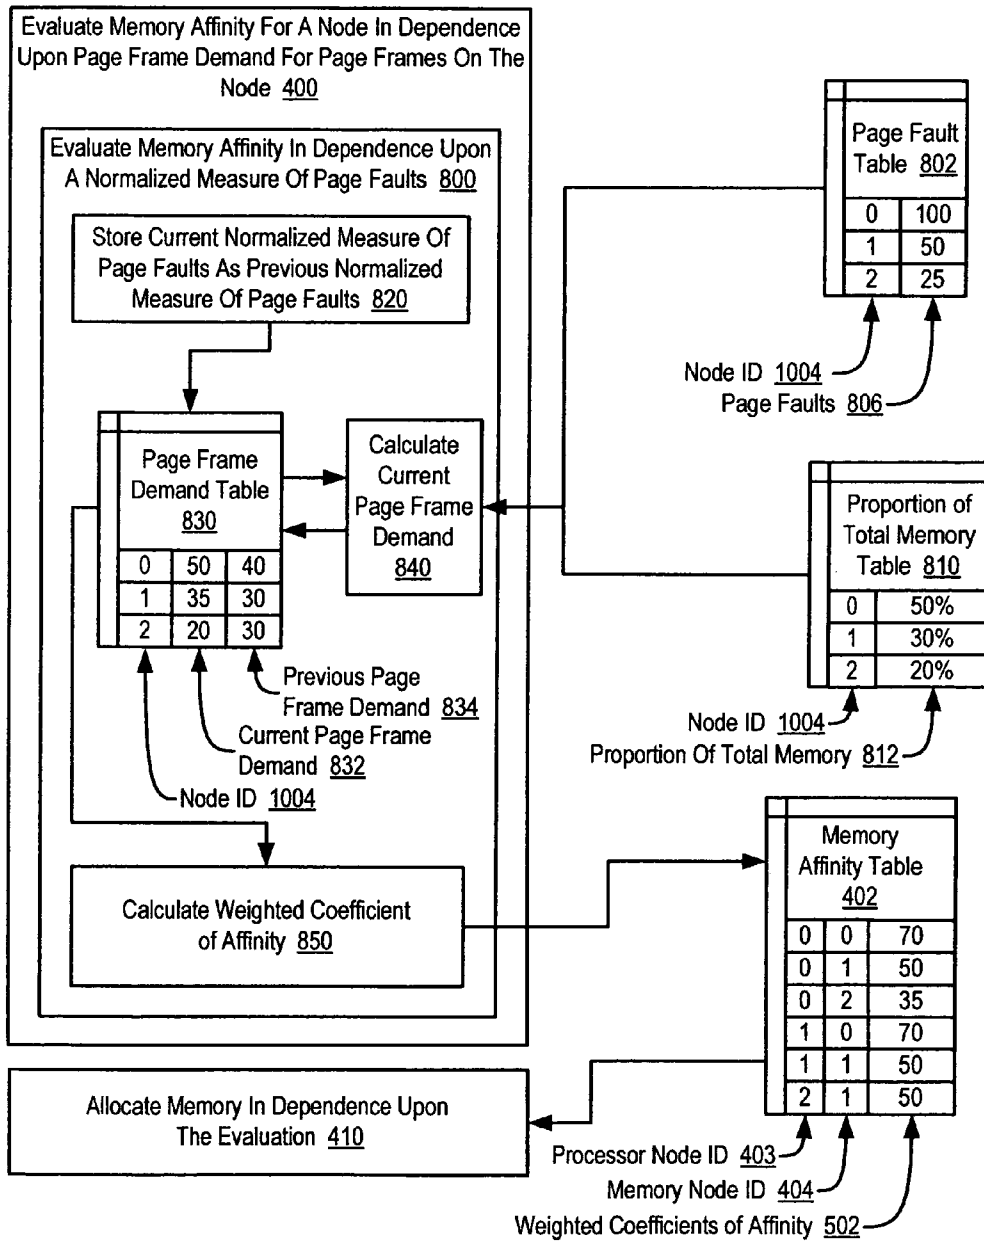 Evaluate Memory Affinity For A Node In Dependence
Upon Page Frame Demand For Page Frames On The
Node 400
Evaluate Memory Affinity In Dependence Upon
A Normalized Measure Of Page Faults 800
Store Current Normalized Measure Of
Page Faults As Previous Normalized
Measure Of Page Faults 820
Page Frame
Demand Table
830
0 50 40
1 35 30
2 20 30
Calculate
Current
Page Frame
Demand
840
Previous Page
Frame Demand 834
Current Page Frame
Demand 832
Node ID 1004
Calculate Weighted Coefficient
of Affinity 850
Allocate Memory In Dependence Upon
The Evaluation 410
Page Fault
Table 802
0 100
1 50
2 25
Node ID 1004
Page Faults 806
Proportion of
Total Memory
Table 810
0 50%
1 30%
2 20%
Node ID 1004
Proportion Of Total Memory 812
Memory
Affinity Table
402
0 0 70
0 1 50
0 2 35
1 0 70
1 1 50
2 1 50
Processor Node ID 403
Memory Node ID 404
Weighted Coefficients of Affinity 502